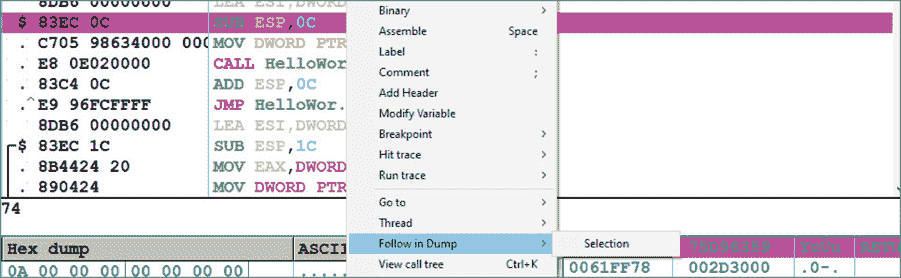 8DB6 00000000 LEA ESI,DWORD
$ 83EC 0C SUB ESP,0C
. C705 98634000 000 MOV DWORD PTR
. E8 0E020000 CALL HelloWor
. 83C4 0C ADD ESP,0C
.^E9 96FCFFFF JMP HelloWor.
8DB6 00000000 LEA ESI,DWORD
$ 83EC 1C SUB ESP,1C
. 8B4424 20 MOV EAX,DWORD
. 890424 MOV DWORD PTR
74
Binary >
Assemble Space
Label :
Comment ;
Add Header
Modify Variable
Breakpoint >
Hit trace >
Run trace >
Go to >
Thread >
Follow in Dump >
View call tree Ctrl+K
Selection
Hex dump ASCII
0A 00 00 00 00 00 00 00 .....
0061FF78 002D3000 .0-.